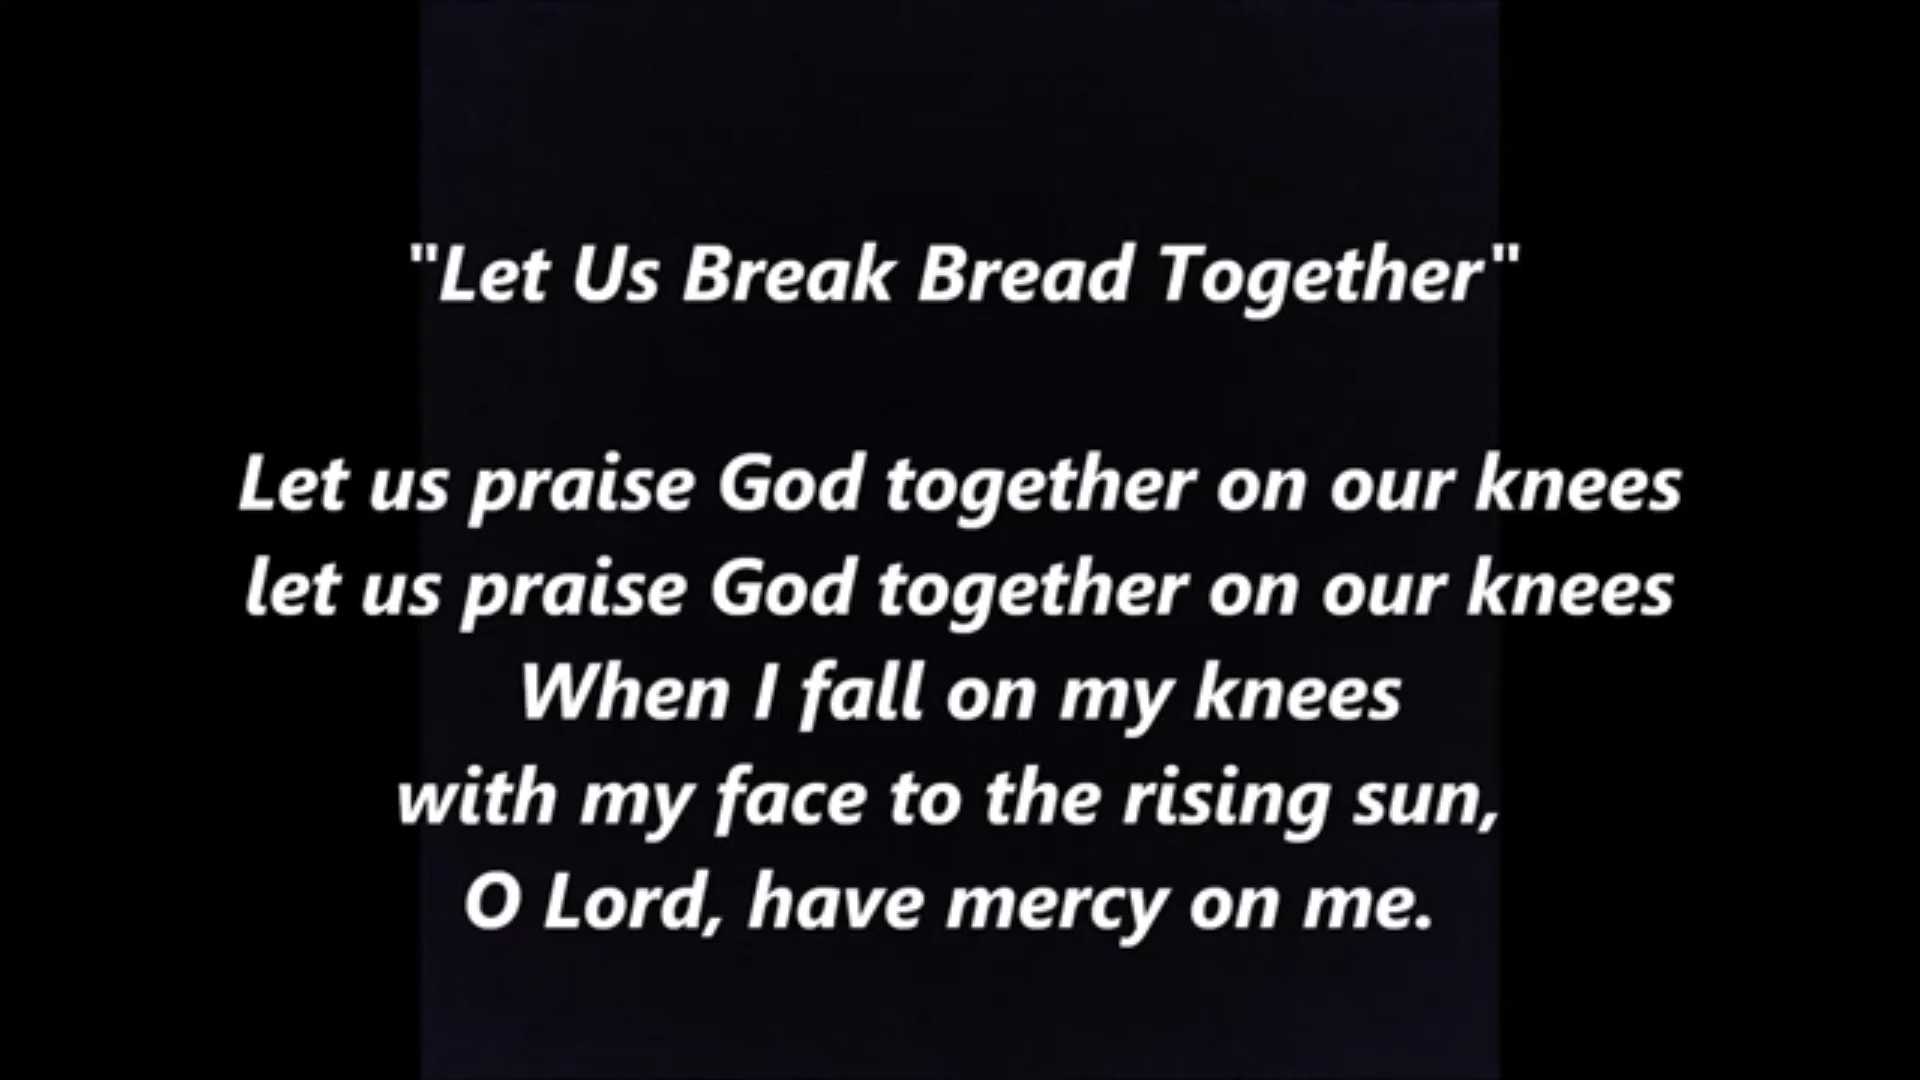 "Let Us Break Bread Together"
Let us praise God together on our knees
let us praise God together on our knees
When I fall on my knees
with my face to the rising sun,
O Lord, have mercy on me.